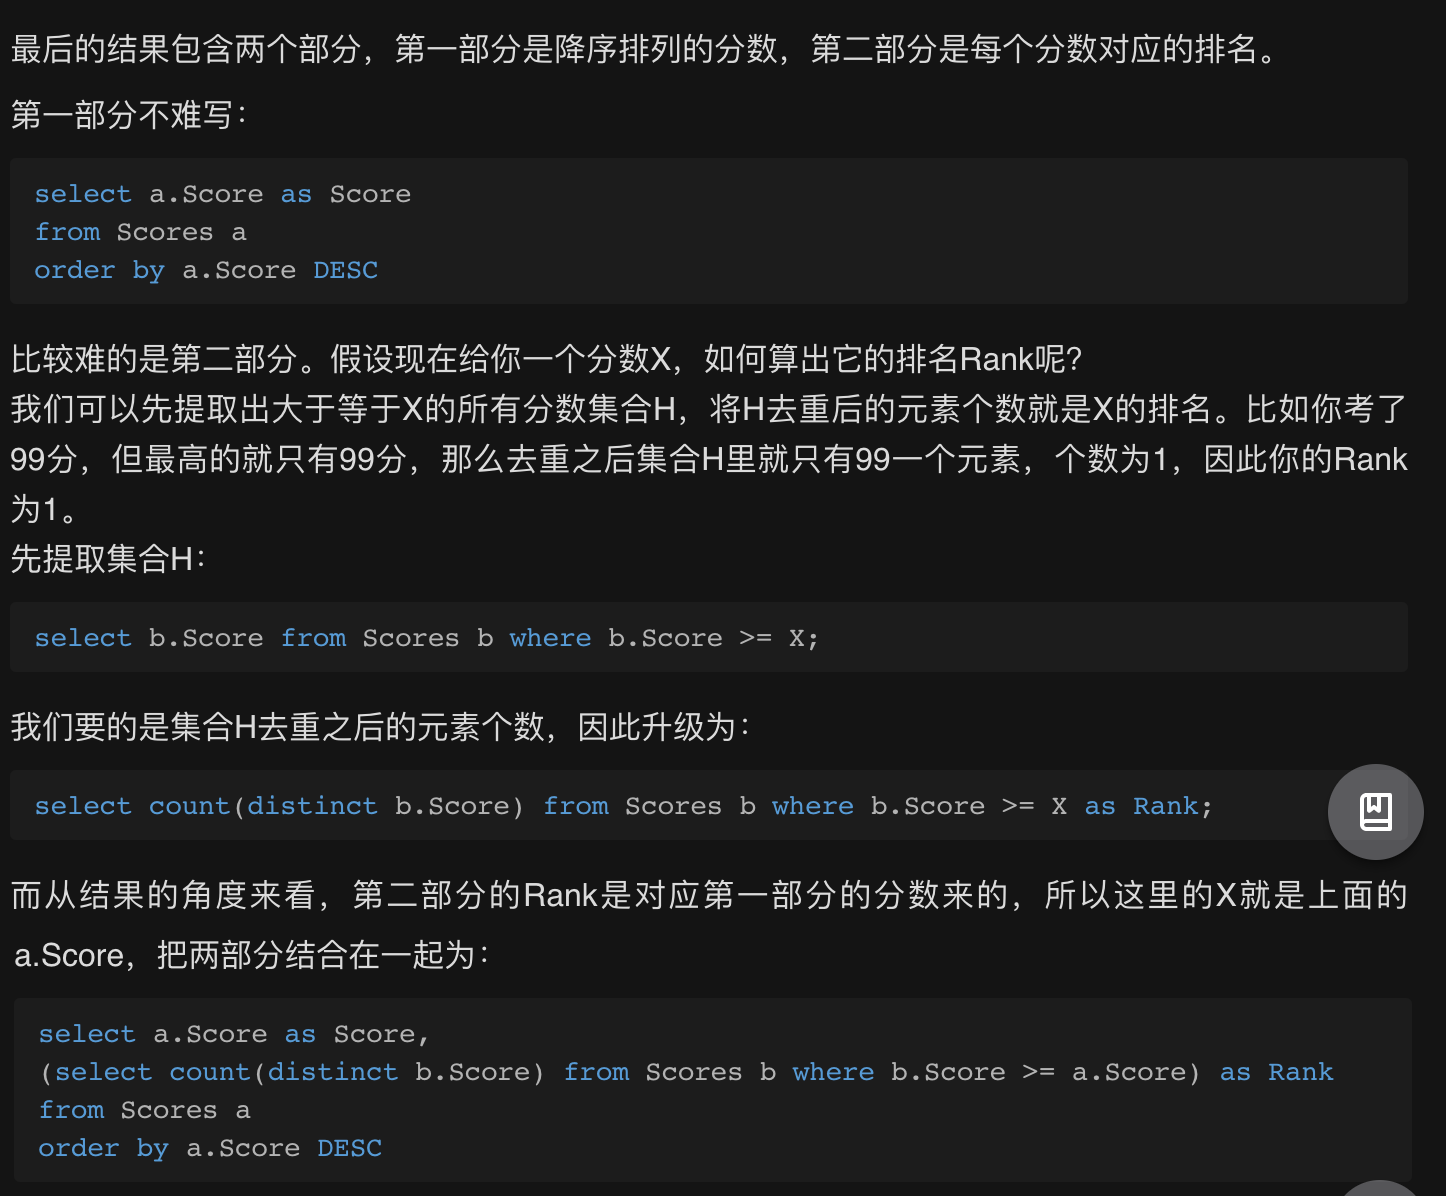 最后的结果包含两个部分，第一部分是降序排列的分数，第二部分是每个分数对应的排名。
第一部分不难写：
select a.Score as Score
from Scores a
order by a.Score DESC
比较难的是第二部分。假设现在给你一个分数X，如何算出它的排名Rank呢？
我们可以先提取出大于等于X的所有分数集合H，将H去重后的元素个数就是X的排名。比如你考了
99分，但最高的就只有99分，那么去重之后集合H里就只有99一个元素，个数为1，因此你的Rank
为1。
先提取集合H：
select b.Score from Scores b where b.Score >= X;
我们要的是集合H去重之后的元素个数，因此升级为：
select count(distinct b.Score) from Scores b where b.Score >= X as Rank;
而从结果的角度来看，第二部分的Rank是对应第一部分的分数来的，所以这里的X就是上面的
a.Score，把两部分结合在一起为：
select a.Score as Score,
(select count(distinct b.Score) from Scores b where b.Score >= a.Score) as Rank
from Scores a
order by a.Score DESC